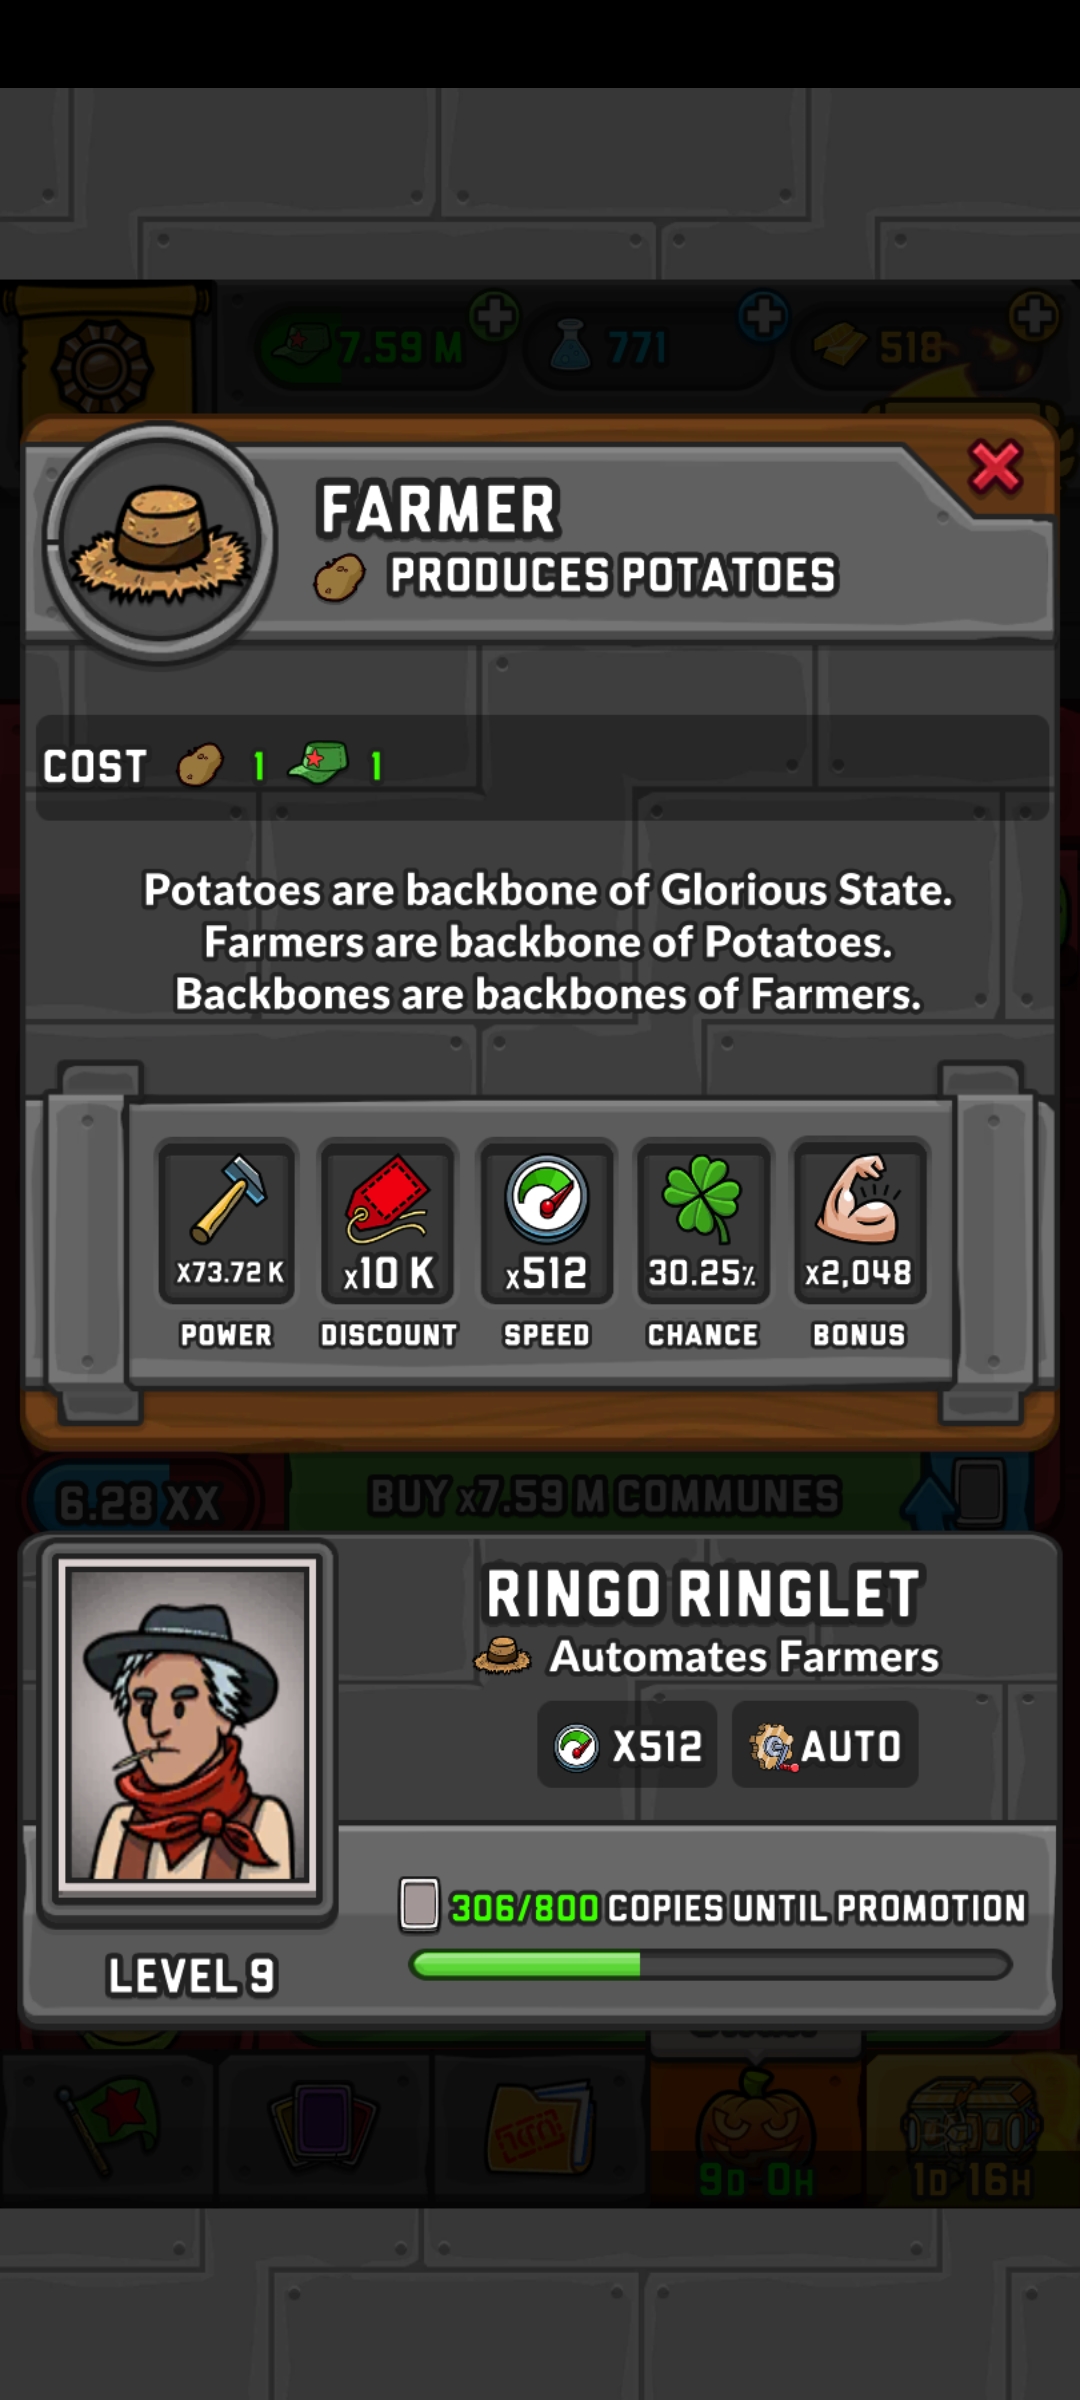 7.59 M 771 518
FARMER
PRODUCES POTATOES
COST 1 1
Potatoes are backbone of Glorious State.
Farmers are backbone of Potatoes.
Backbones are backbones of Farmers.
x73.72 K x10 K x512 30.25% x2,048
POWER DISCOUNT SPEED CHANCE BONUS
6.28 XX BUY x7.59 M COMMUNES
RINGO RINGLET
Automates Farmers
X512 AUTO
306/800 COPIES UNTIL PROMOTION
LEVEL 9
9D 0H 1D 16H